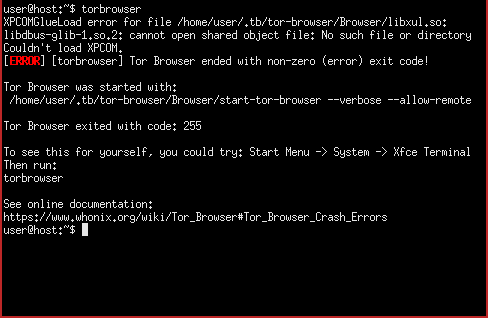 user@host:~$ torbrowser
XPCOMGlueLoad error for file /home/user/.tb/tor-browser/Browser/libxul.so:
libdbus-glib-1.so.2: cannot open shared object file: No such file or directory
Couldn't load XPCOM.
[ERROR] [torbrowser] Tor Browser ended with non-zero (error) exit code!

Tor Browser was started with:
 /home/user/.tb/tor-browser/Browser/start-tor-browser --verbose --allow-remote

Tor Browser exited with code: 255

To see this for yourself, you could try: Start Menu -> System -> Xfce Terminal
Then run:
torbrowser

See online documentation:
https://www.whonix.org/wiki/Tor_Browser#Tor_Browser_Crash_Errors
user@host:~$